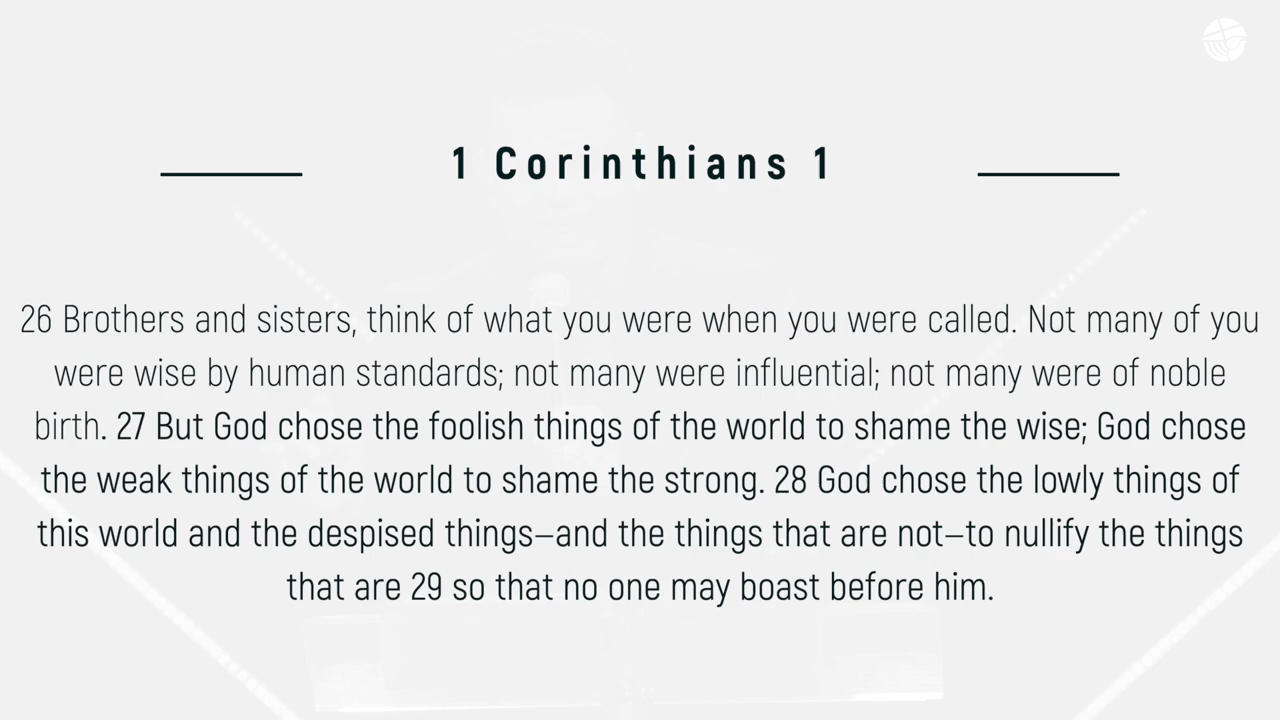 1 Corinthians 1
26 Brothers and sisters, think of what you were when you were called. Not many of you
were wise by human standards; not many were influential; not many were of noble
birth. 27 But God chose the foolish things of the world to shame the wise; God chose
the weak things of the world to shame the strong. 28 God chose the lowly things of
this world and the despised things—and the things that are not—to nullify the things
that are 29 so that no one may boast before him.